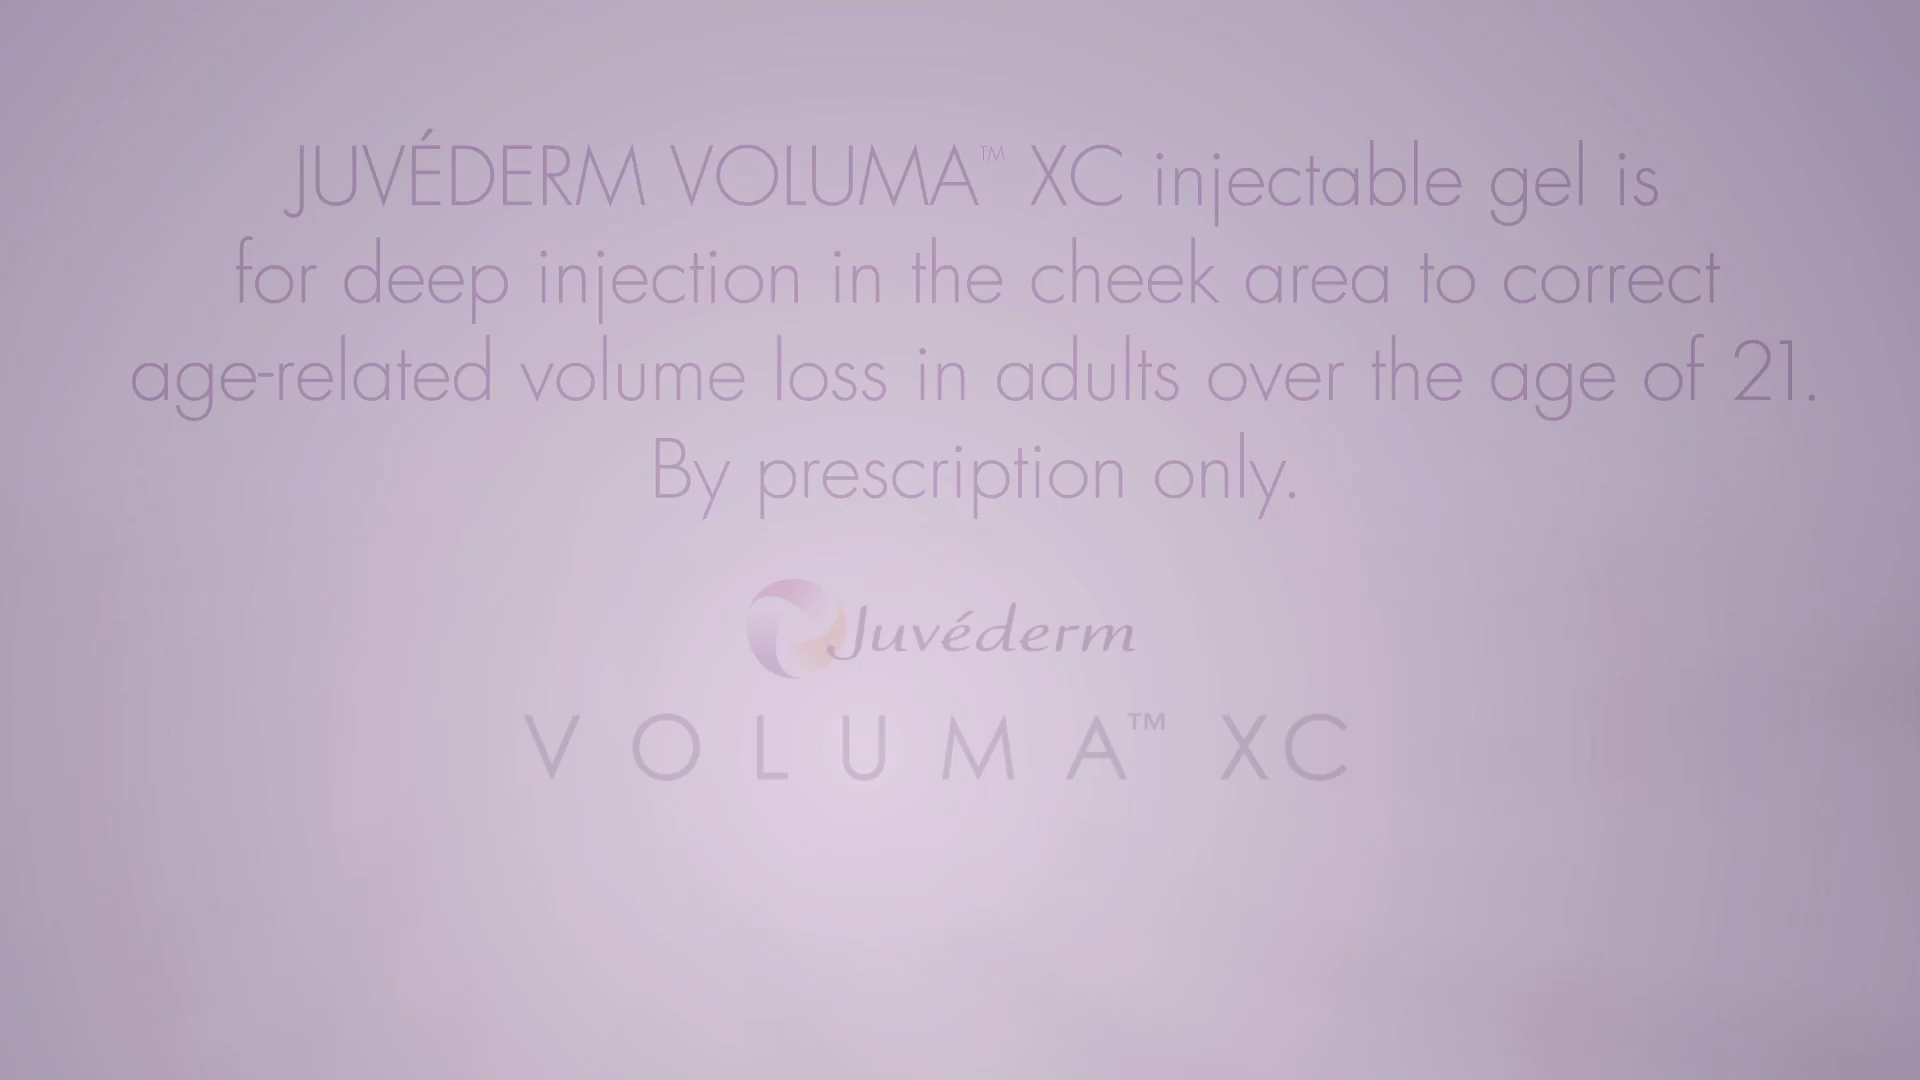 JUVÉDERM VOLUMA™ XC injectable gel is
for deep injection in the cheek area to correct
age-related volume loss in adults over the age of 21.
By prescription only.
Juvéderm
VOLUMA™ XC